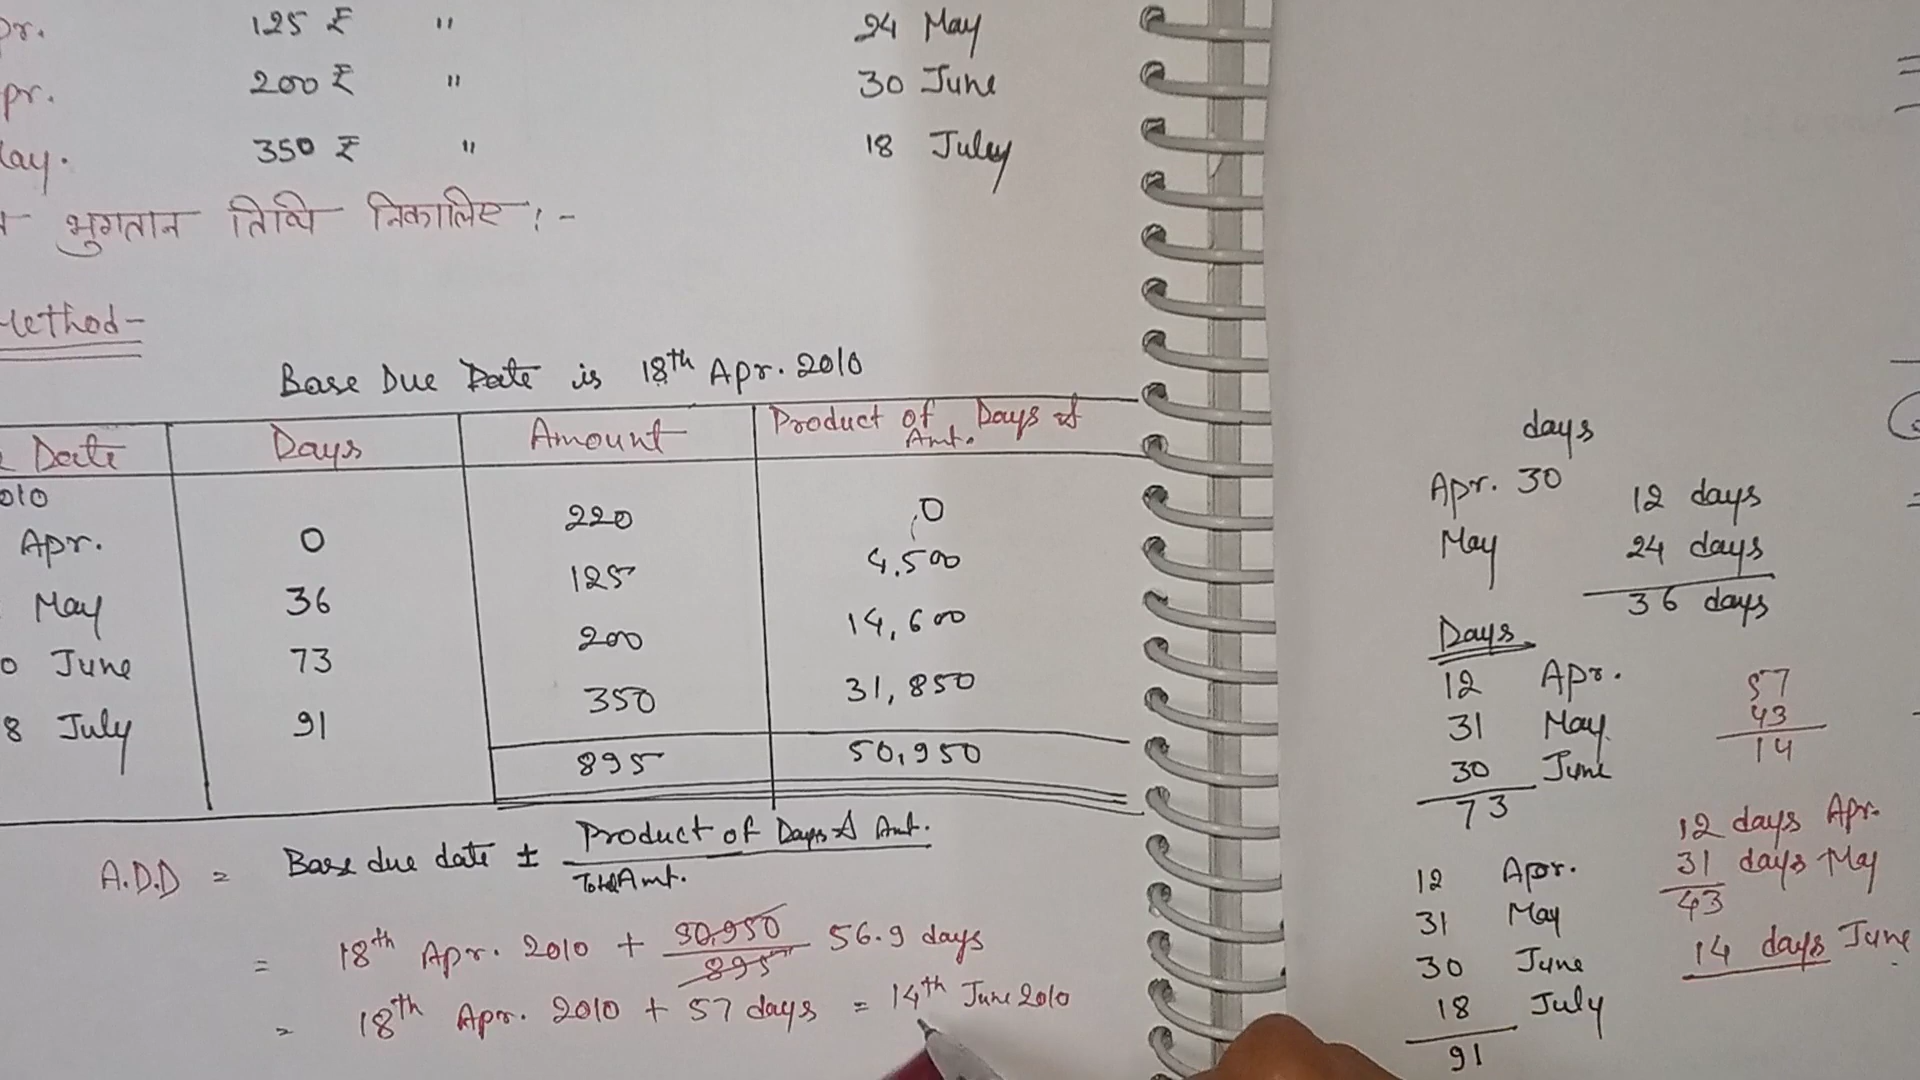 125 ₹ " 24 May
200 ₹ " 30 June
350 ₹ " 18 July
भुगतान तिथि निकालिए :-
Method-
Base Due Date is 18th Apr. 2010
Date Days Amount Product of Days & Amt.
2010
Apr. 0 220 0
May 36 125 4,500
June 73 200 14,600
8 July 91 350 31,850
895 50,950
A.D.D = Base due date ± Product of Days & Amt.
Total Amt.
= 18th Apr. 2010 + 50,950 56.9 days
895
= 18th Apr. 2010 + 57 days = 14th June 2010
days
Apr. 30 12 days
May 24 days
36 days
Days
12 Apr.
31 May
30 June
73
57
43
14
12 days Apr.
31 days May
43
14 days June
12 Apr.
31 May
30 June
18 July
91